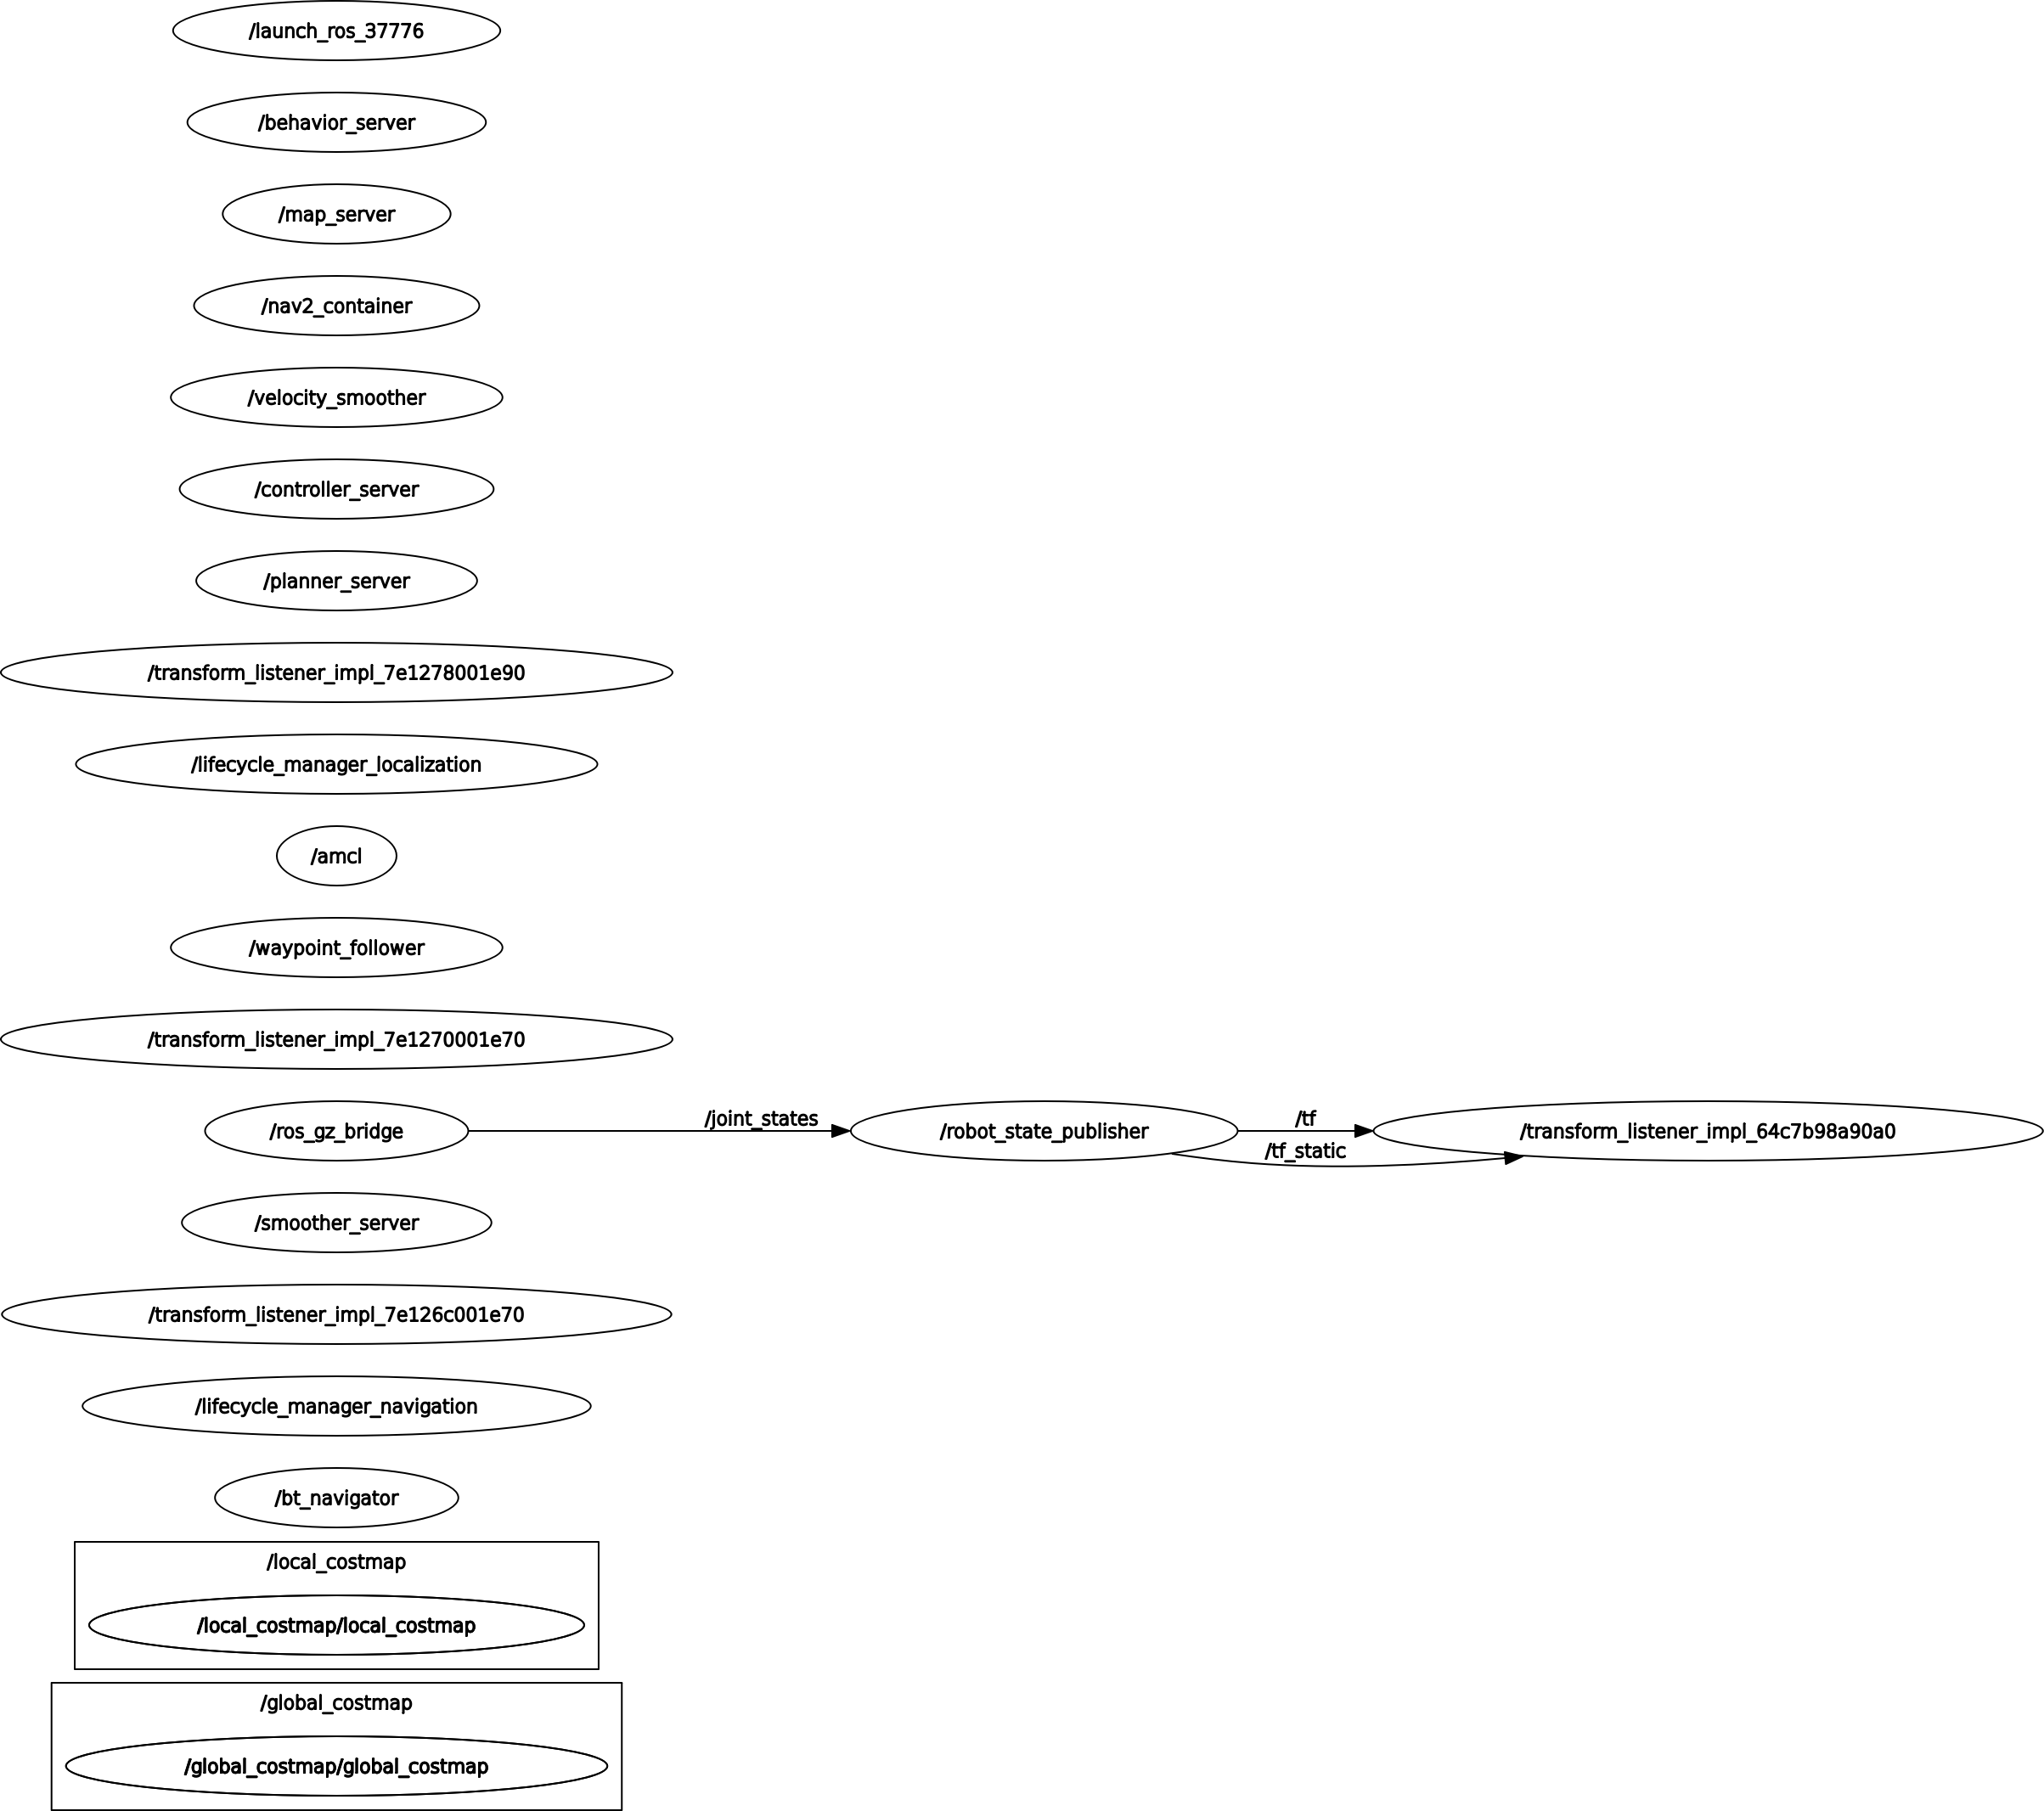 /launch_ros_37776
/behavior_server
/map_server
/nav2_container
/velocity_smoother
/controller_server
/planner_server
/transform_listener_impl_7e1278001e90
/lifecycle_manager_localization
/amcl
/waypoint_follower
/transform_listener_impl_7e1270001e70
/ros_gz_bridge
/joint_states
/robot_state_publisher
/tf
/tf_static
/transform_listener_impl_64c7b98a90a0
/smoother_server
/transform_listener_impl_7e126c001e70
/lifecycle_manager_navigation
/bt_navigator
/local_costmap
/local_costmap/local_costmap
/global_costmap
/global_costmap/global_costmap